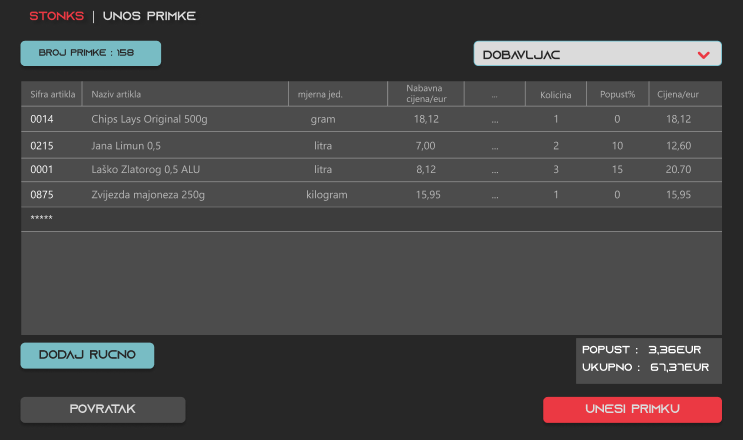 STONKS | UNOS PRIMKE
BROJ PRIMKE : 158
DOBAVLJAC
Sifra artikla Naziv artikla mjerna jed. Nabavna cijena/eur ... Kolicina Popust% Cijena/eur
0014 Chips Lays Original 500g gram 18,12 ... 1 0 18,12
0215 Jana Limun 0,5 litra 7,00 ... 2 10 12,60
0001 Laško Zlatorog 0,5 ALU litra 8,12 ... 3 15 20.70
0875 Zvijezda majoneza 250g kilogram 15,95 ... 1 0 15,95
*****
DODAJ RUCNO
POPUST : 3,36EUR
UKUPNO : 67,37EUR
POVRATAK
UNESI PRIMKU